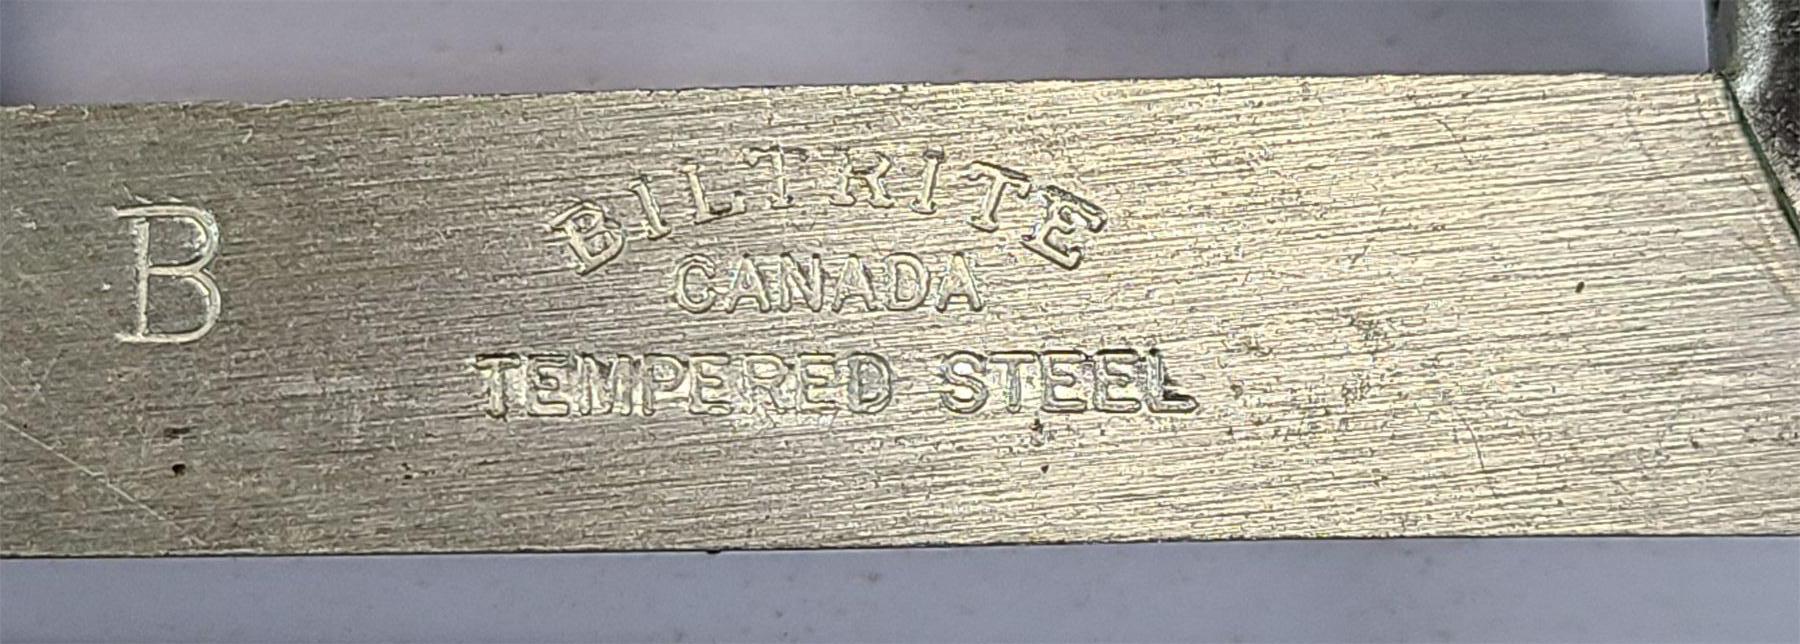 B
BILTRITE
CANADA
TEMPERED STEEL